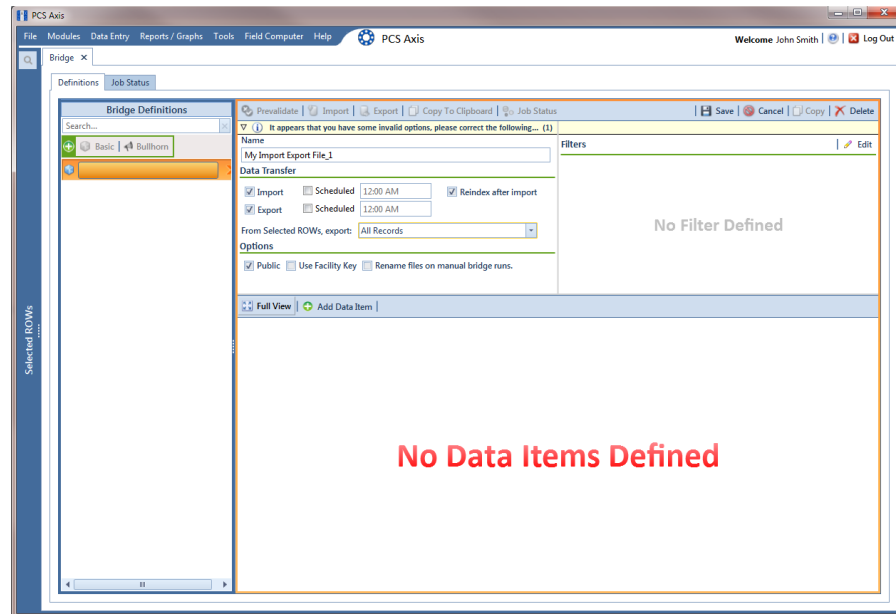 PCS Axis
File Modules Data Entry Reports / Graphs Tools Field Computer Help PCS Axis Welcome John Smith Log Out
Bridge
Definitions Job Status
Bridge Definitions
Search...
Basic Bullhorn
Prevalidate Import Export Copy To Clipboard Job Status Save Cancel Copy Delete
It appears that you have some invalid options, please correct the following... (1)
Name
My Import Export File_1
Data Transfer
Import Scheduled 12:00 AM Reindex after import
Export Scheduled 12:00 AM
From Selected ROWs, export: All Records
Options
Public Use Facility Key Rename files on manual bridge runs.
Filters Edit
No Filter Defined
Full View Add Data Item
No Data Items Defined
Selected ROWs